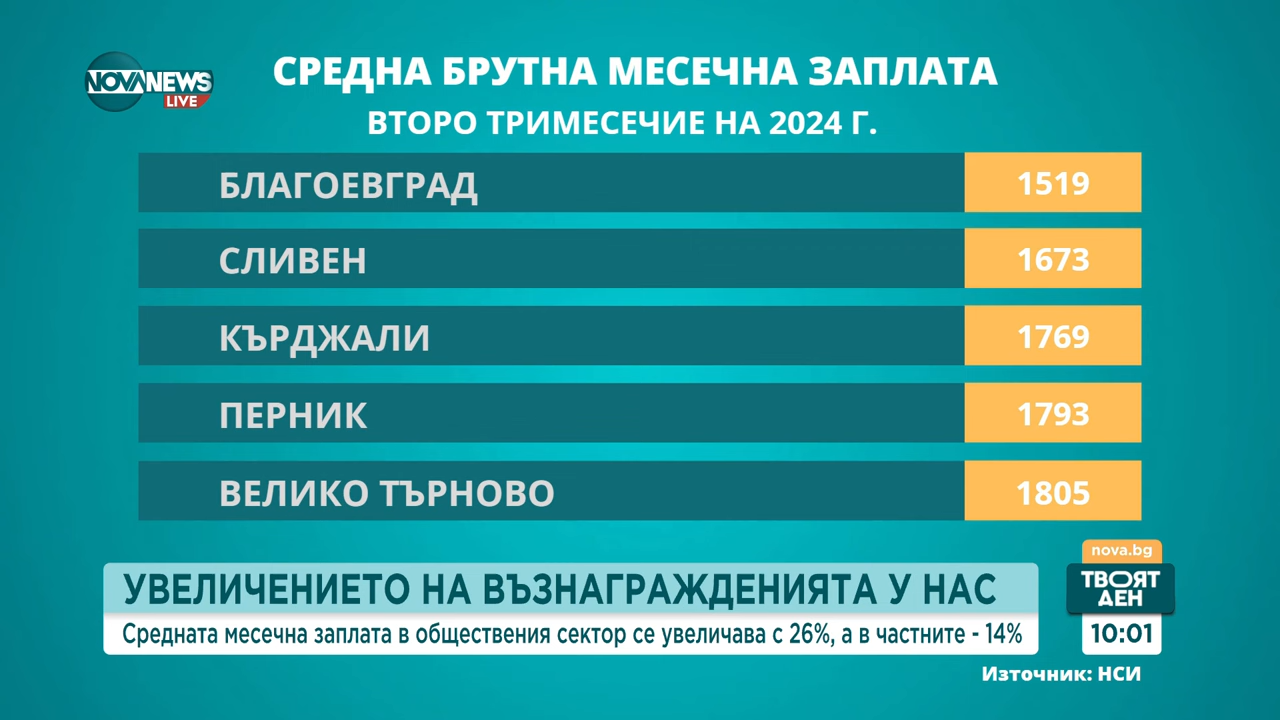 NOVANEWS
LIVE
СРЕДНА БРУТНА МЕСЕЧНА ЗАПЛАТА
ВТОРО ТРИМЕСЕЧИЕ НА 2024 Г.
БЛАГОЕВГРАД 1519
СЛИВЕН 1673
КЪРДЖАЛИ 1769
ПЕРНИК 1793
ВЕЛИКО ТЪРНОВО 1805
УВЕЛИЧЕНИЕТО НА ВЪЗНАГРАЖДЕНИЯТА У НАС
Средната месечна заплата в обществения сектор се увеличава с 26%, а в частните - 14%
nova.bg
ТВОЯТ
ДЕН
10:01
Източник: НСИ